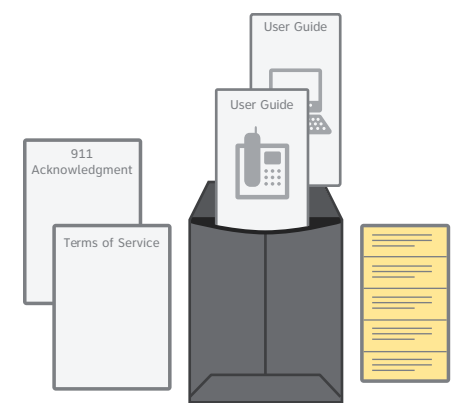 User Guide
User Guide
911
Acknowledgment
Terms of Service